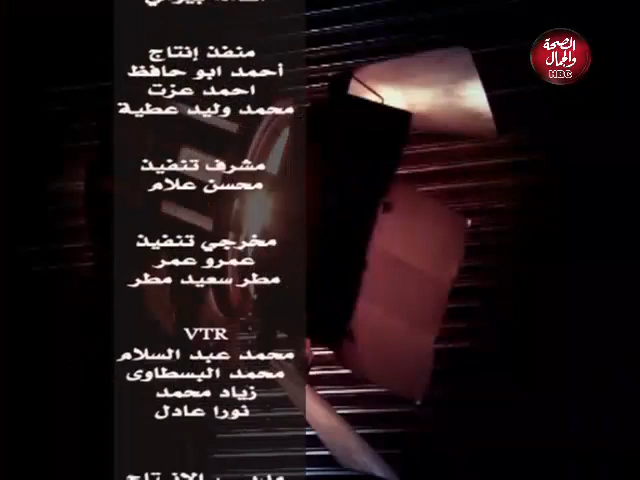 منفذ إنتاج
أحمد ابو حافظ
احمد عزت
محمد وليد عطية
مشرف تنفيذ
محسن علام
مخرجي تنفيذ
عمرو عمر
مطر سعيد مطر
VTR
محمد عبد السلام
محمد البسطاوى
زياد محمد
نورا عادل
الصحة
والجمال
HBC